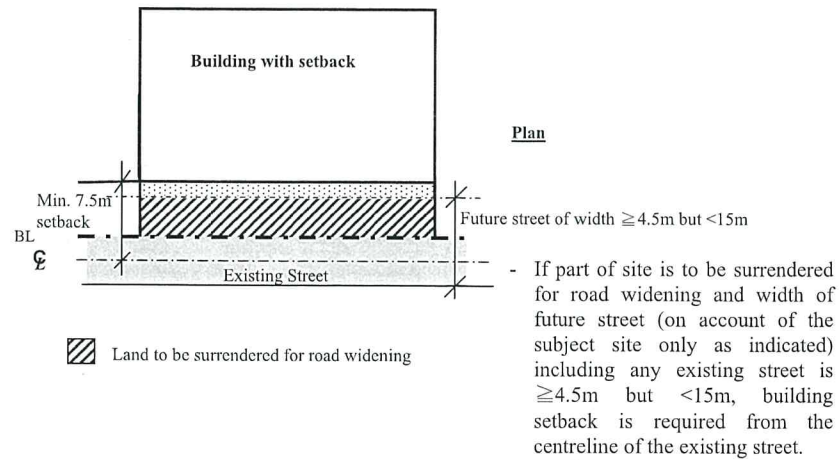 Building with setback
Plan
Min. 7.5m
setback
Future street of width ≧4.5m but <15m
BL
℄
Existing Street
- If part of site is to be surrendered
for road widening and width of
future street (on account of the
subject site only as indicated)
including any existing street is
≧4.5m but <15m, building
setback is required from the
centreline of the existing street.
Land to be surrendered for road widening